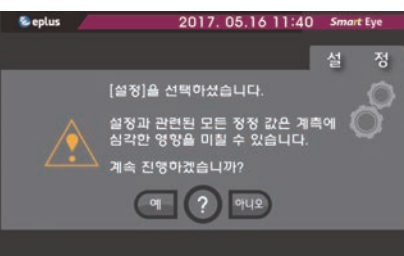 eplus 2017. 05.16 11:40 Smart Eye
설 정
[설정]을 선택하셨습니다.
설정과 관련된 모든 정정 값은 계측에
심각한 영향을 미칠 수 있습니다.
계속 진행하겠습니까?
예 ? 아니오